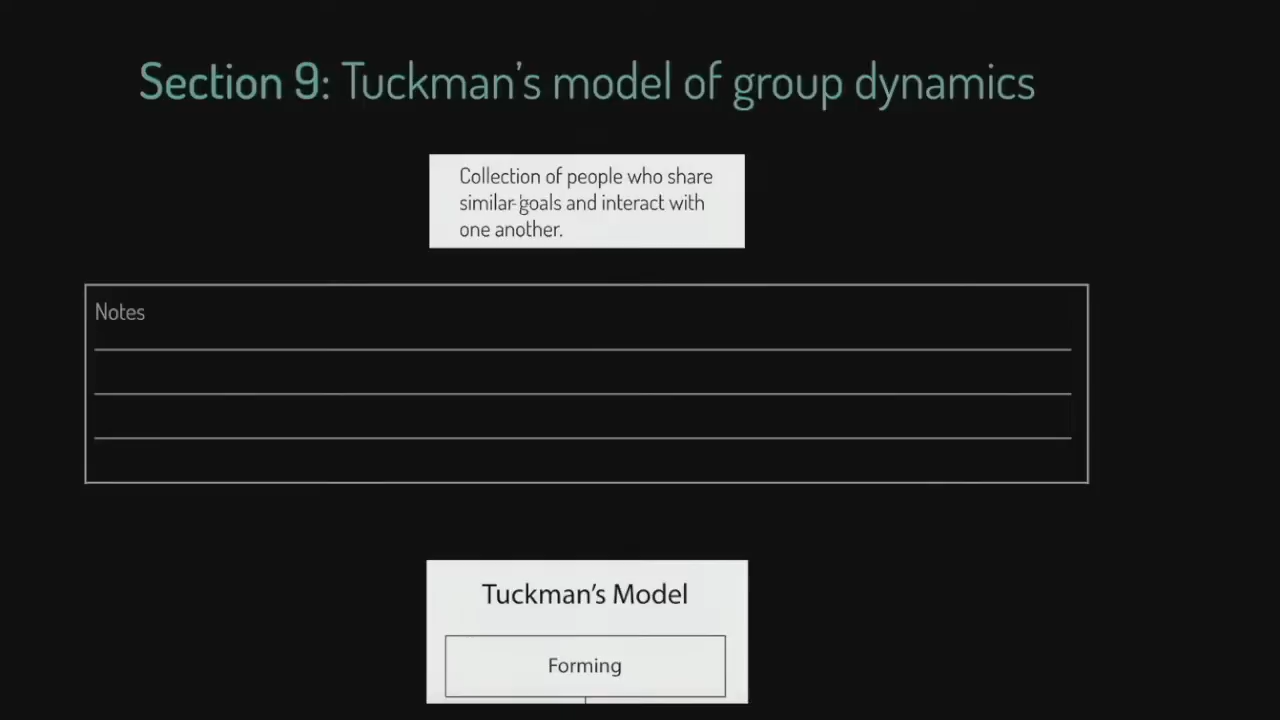 Section 9: Tuckman's model of group dynamics
Collection of people who share
similar goals and interact with
one another.
Notes
Tuckman's Model
Forming